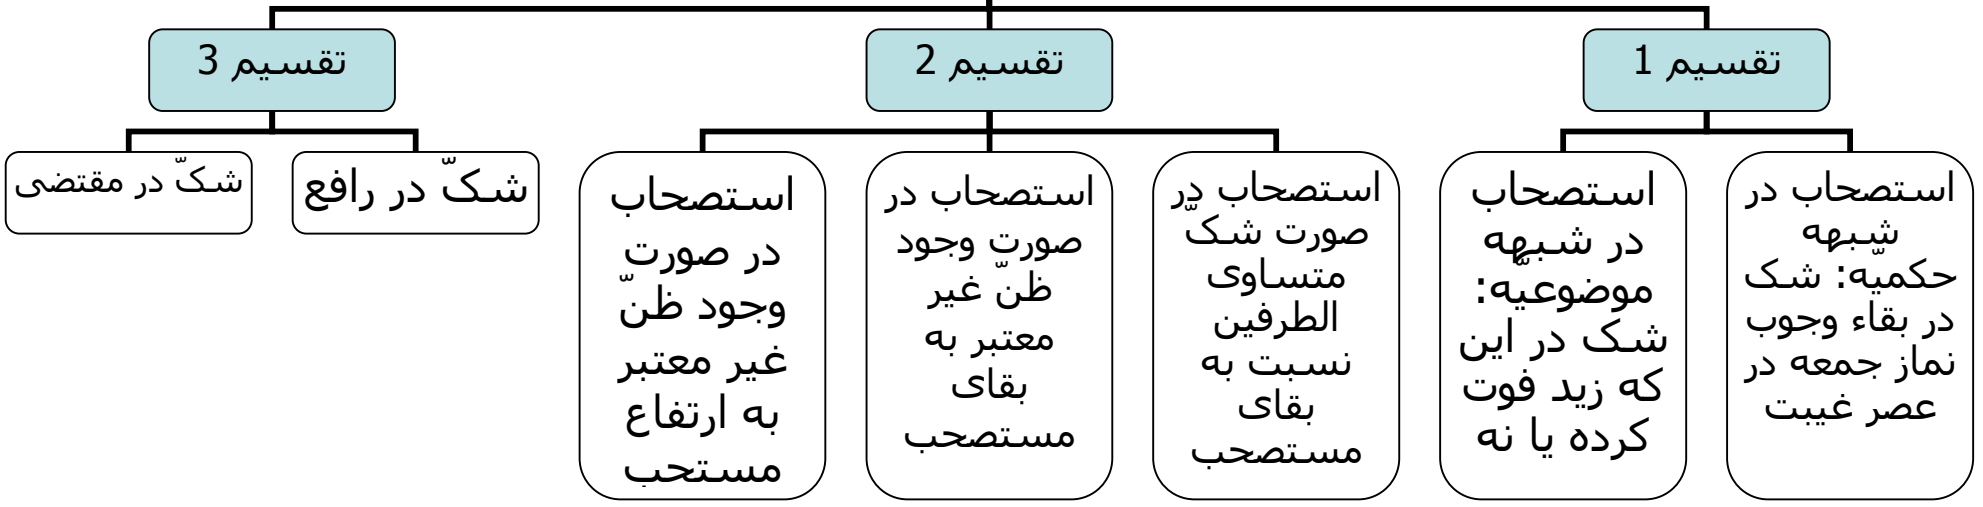 تقسیم 1
تقسیم 2
تقسیم 3
استصحاب در
شبهه
حکمیّه: شک
در بقاء وجوب
نماز جمعه در
عصر غیبت
استصحاب
در شبهه
موضوعیّه:
شک در این
که زید فوت
کرده یا نه
استصحاب در
صورت شکّ
متساوی
الطرفین
نسبت به
بقای
مستصحب
استصحاب در
صورت وجود
ظنّ غیر
معتبر به
بقای
مستصحب
استصحاب
در صورت
وجود ظنّ
غیر معتبر
به ارتفاع
مستحب
شکّ در رافع
شکّ در مقتضی